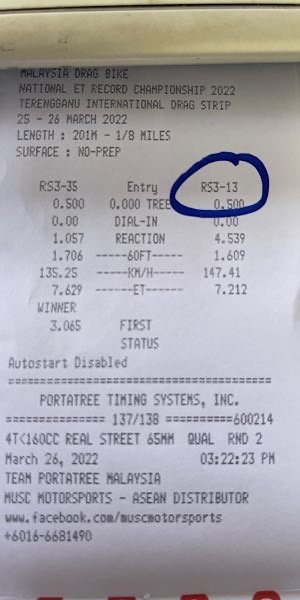 MALAYSIA DRAG BIKE
NATIONAL ET RECORD CHAMPIONSHIP 2022
TERENGGANU INTERNATIONAL DRAG STRIP
25 - 26 MARCH 2022
LENGTH : 201M - 1/8 MILES
SURFACE : NO-PREP
RS3-35 Entry RS3-13
0.500 0.000 TREE 0.500
0.00 DIAL-IN 0.00
1.057 REACTION 4.539
1.706 -----60FT----- 1.609
135.25 -----KM/H----- 147.41
7.629 ------ET------ 7.212
WINNER
3.065 FIRST
STATUS
Autostart Disabled
========================================
PORTATREE TIMING SYSTEMS, INC.
=============== 137/138 ==========600214
4T<160CC REAL STREET 65MM QUAL RND 2
March 26, 2022 03:22:23 PM
TEAM PORTATREE MALAYSIA
MUSC MOTORSPORTS - ASEAN DISTRIBUTOR
www.facebook.com/muscmotorsports
+6016-6681490